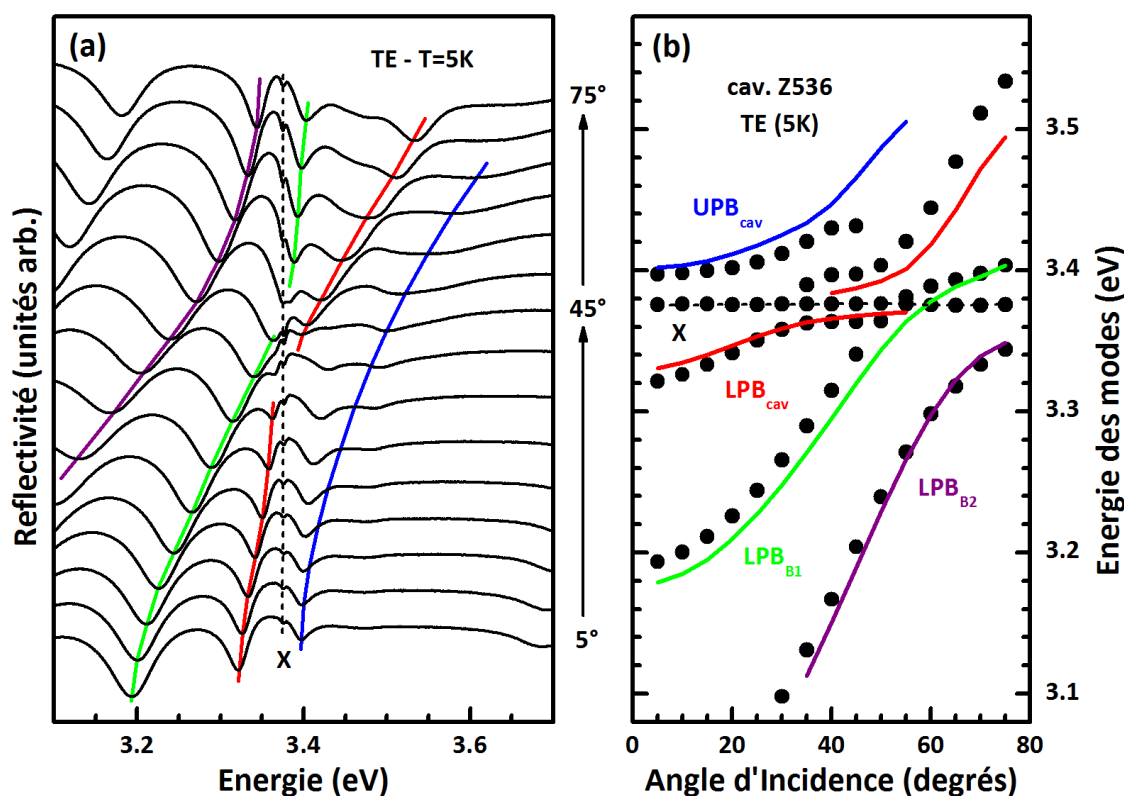 (a)
TE - T=5K
75°
45°
5°
X
3.2
3.4
3.6
Energie (eV)
Reflectivité (unités arb.)
(b)
cav. Z536
TE (5K)
UPBcav
X
LPBcav
LPBB1
LPBB2
3.5
3.4
3.3
3.2
3.1
Energie des modes (eV)
0
20
40
60
80
Angle d'Incidence (degrés)